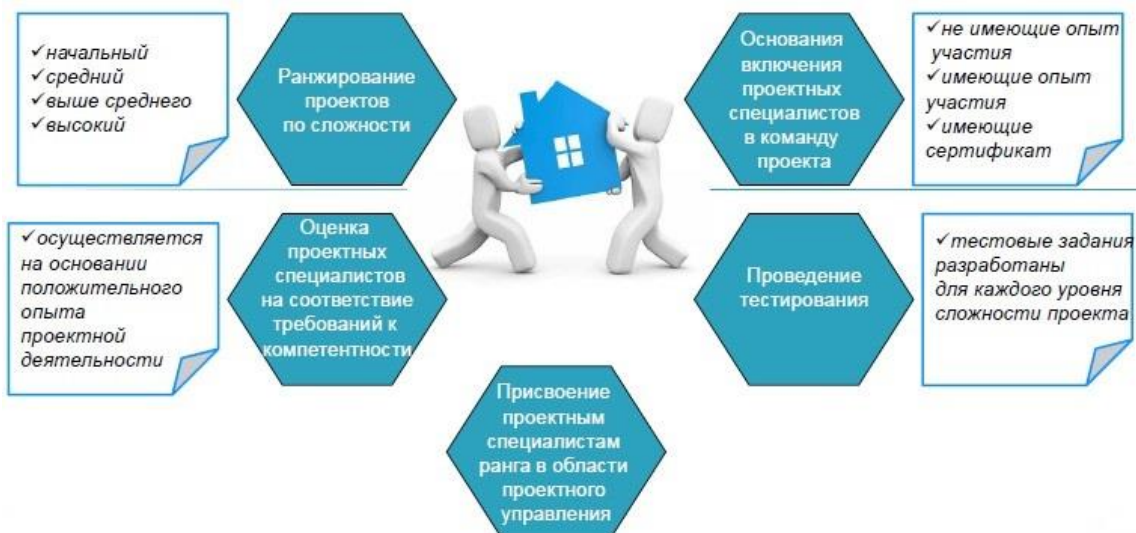 ✓начальный
✓средний
✓выше среднего
✓высокий
Ранжирование
проектов
по сложности
Основания
включения
проектных
специалистов
в команду
проекта
✓не имеющие опыт
участия
✓имеющие опыт
участия
✓имеющие
сертификат
✓осуществляется
на основании
положительного
опыта
проектной
деятельности
Оценка
проектных
специалистов
на соответствие
требований к
компетентности
Проведение
тестирования
✓тестовые задания
разработаны
для каждого уровня
сложности проекта
Присвоение
проектным
специалистам
ранга в области
проектного
управления